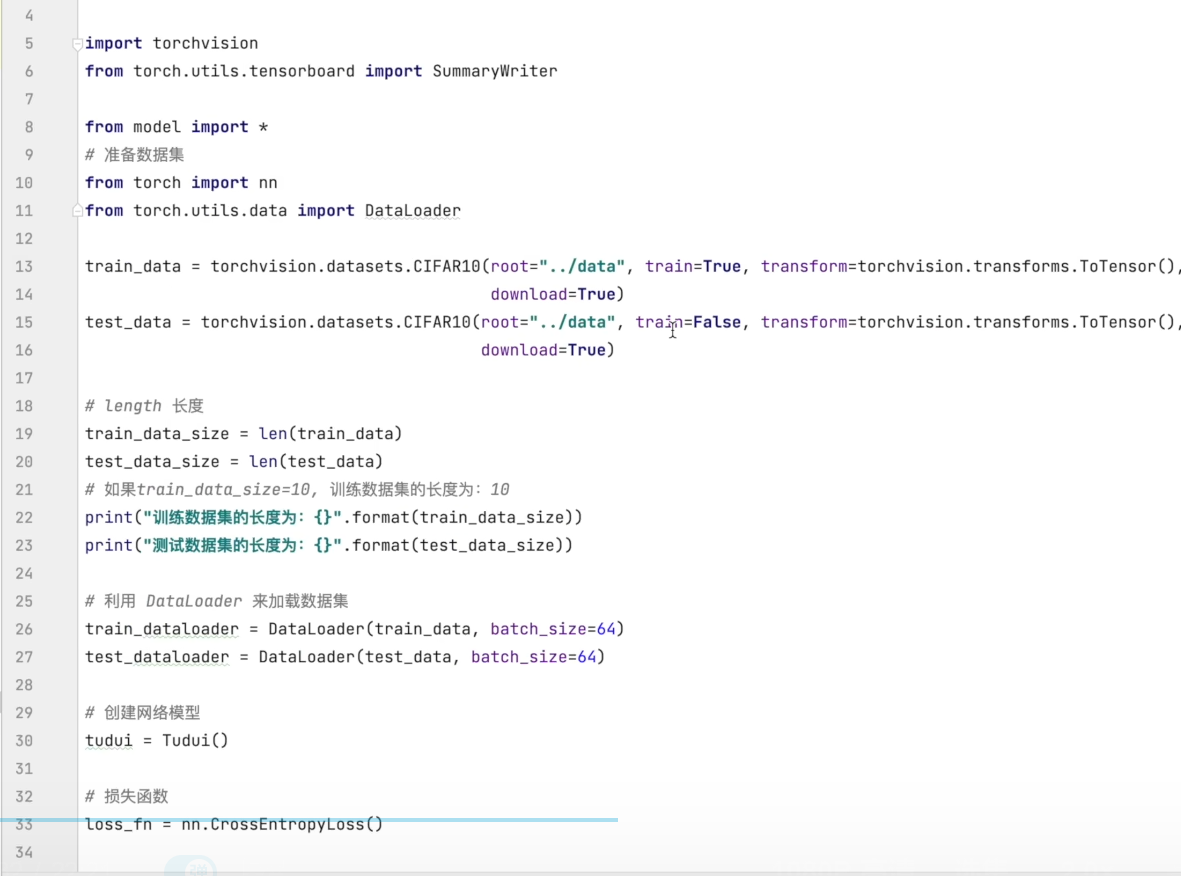 4
5 import torchvision
6 from torch.utils.tensorboard import SummaryWriter
7
8 from model import *
9 # 准备数据集
10 from torch import nn
11 from torch.utils.data import DataLoader
12
13 train_data = torchvision.datasets.CIFAR10(root="../data", train=True, transform=torchvision.transforms.ToTensor(),
14 download=True)
15 test_data = torchvision.datasets.CIFAR10(root="../data", train=False, transform=torchvision.transforms.ToTensor(),
16 download=True)
17
18 # length 长度
19 train_data_size = len(train_data)
20 test_data_size = len(test_data)
21 # 如果train_data_size=10, 训练数据集的长度为：10
22 print("训练数据集的长度为：{}".format(train_data_size))
23 print("测试数据集的长度为：{}".format(test_data_size))
24
25 # 利用 DataLoader 来加载数据集
26 train_dataloader = DataLoader(train_data, batch_size=64)
27 test_dataloader = DataLoader(test_data, batch_size=64)
28
29 # 创建网络模型
30 tudui = Tudui()
31
32 # 损失函数
33 loss_fn = nn.CrossEntropyLoss()
34